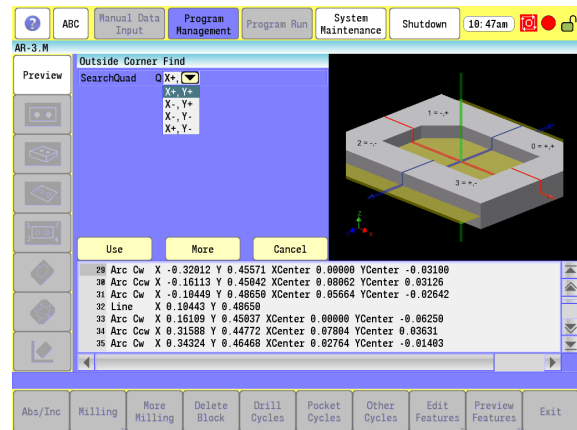 ?
ABC
Manual Data Input
Program Management
Program Run
System Maintenance
Shutdown
10:47am
AR-3.M
Outside Corner Find
Preview
SearchQuad Q X+,
X+, Y+
X-, Y+
X-, Y-
X+, Y-
1 = -,+
2 = -,-
0 = +,+
3 = +,-
Z
Use More Cancel
29 Arc Cw X -0.32012 Y 0.45571 XCenter 0.00000 YCenter -0.03100
30 Arc Ccw X -0.16113 Y 0.45042 XCenter 0.08062 YCenter 0.03126
31 Arc Cw X -0.10449 Y 0.48650 XCenter 0.05664 YCenter -0.02642
32 Line X 0.10443 Y 0.48650
33 Arc Cw X 0.16109 Y 0.45037 XCenter 0.00000 YCenter -0.06250
34 Arc Ccw X 0.31588 Y 0.44772 XCenter 0.07804 YCenter 0.03631
35 Arc Cw X 0.34324 Y 0.46468 XCenter 0.02764 YCenter -0.01403
Abs/Inc
Milling
More Milling
Delete Block
Drill Cycles
Pocket Cycles
Other Cycles
Edit Features
Preview Features
Exit